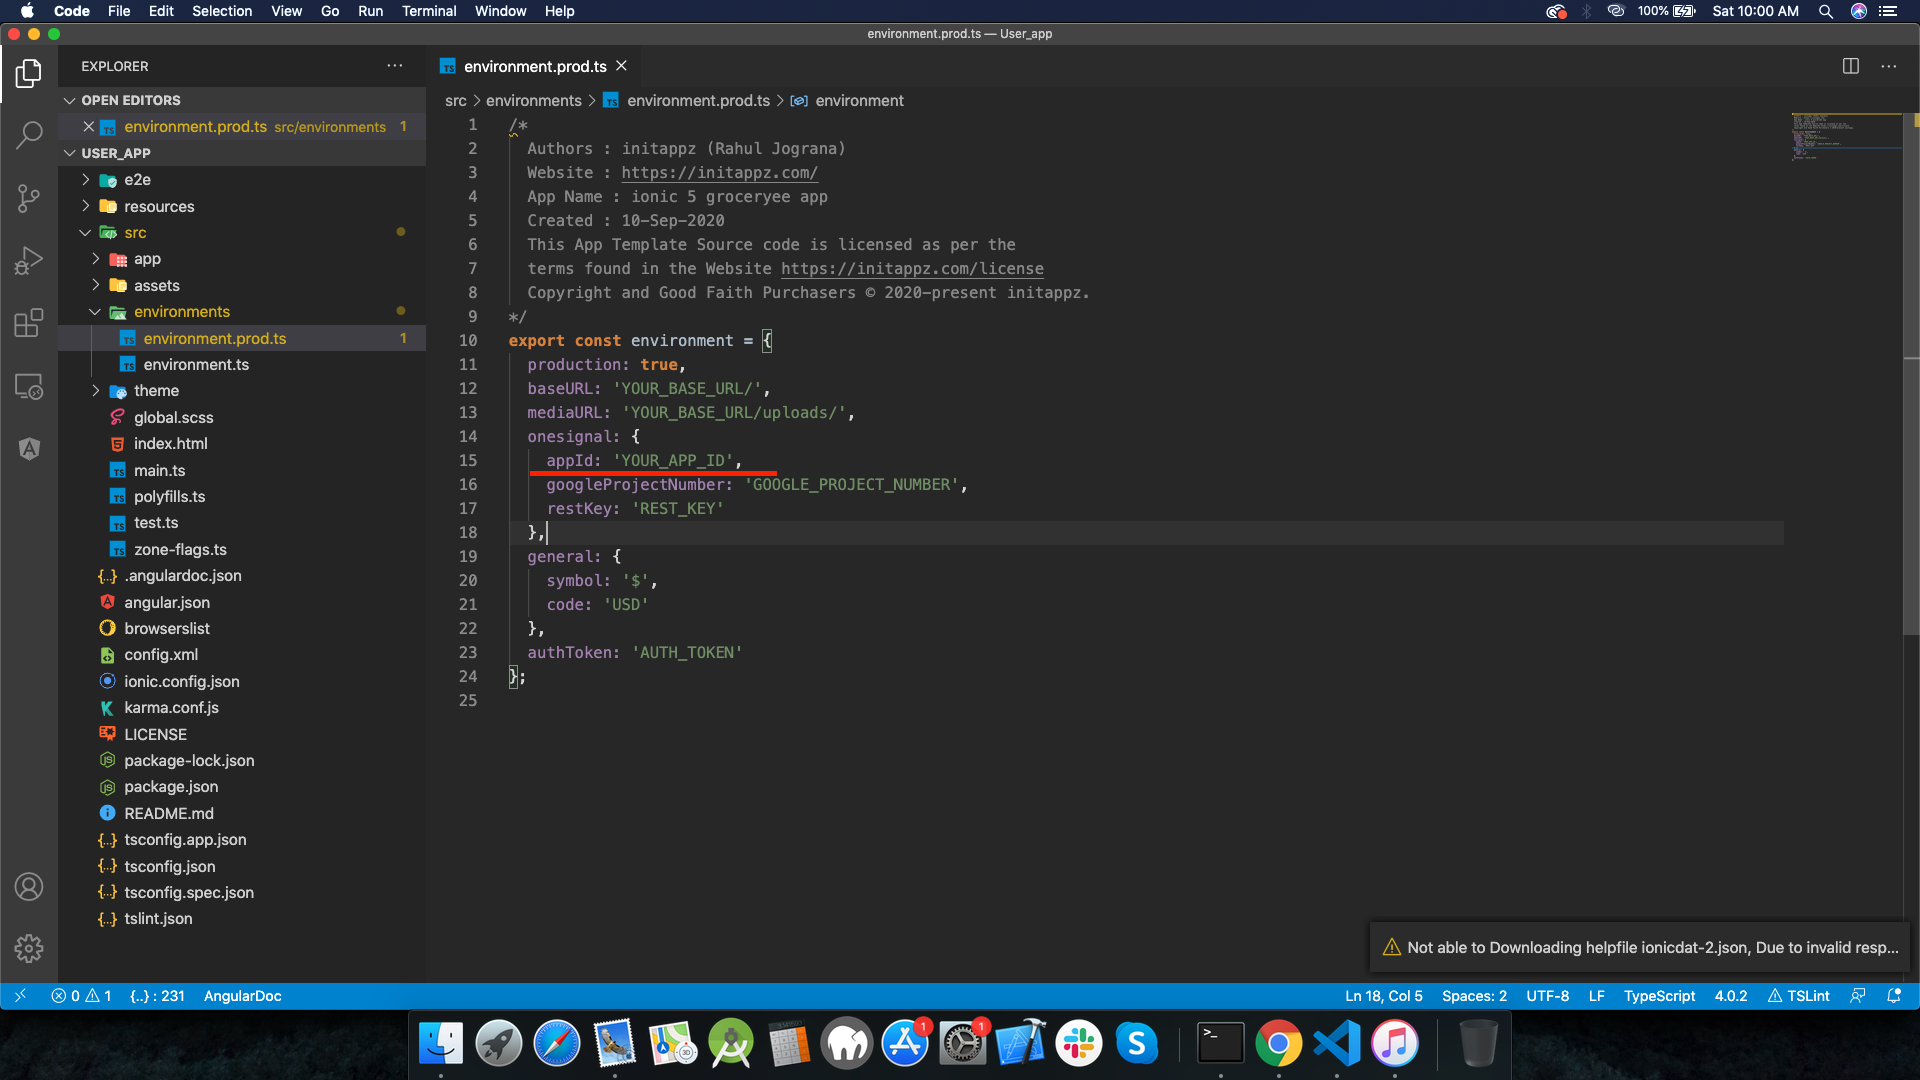 Code File Edit Selection View Go Run Terminal Window Help 100% Sat 10:00 AM
environment.prod.ts — User_app
EXPLORER
OPEN EDITORS
environment.prod.ts src/environments 1
USER_APP
e2e
resources
src
app
assets
environments
environment.prod.ts 1
environment.ts
theme
global.scss
index.html
main.ts
polyfills.ts
test.ts
zone-flags.ts
.angulardoc.json
angular.json
browserslist
config.xml
ionic.config.json
karma.conf.js
LICENSE
package-lock.json
package.json
README.md
tsconfig.app.json
tsconfig.json
tsconfig.spec.json
tslint.json
environment.prod.ts
src > environments > environment.prod.ts > environment
1 /*
2 Authors : initappz (Rahul Jograna)
3 Website : https://initappz.com/
4 App Name : ionic 5 groceryee app
5 Created : 10-Sep-2020
6 This App Template Source code is licensed as per the
7 terms found in the Website https://initappz.com/license
8 Copyright and Good Faith Purchasers © 2020-present initappz.
9 */
10 export const environment = {
11 production: true,
12 baseURL: 'YOUR_BASE_URL/',
13 mediaURL: 'YOUR_BASE_URL/uploads/',
14 onesignal: {
15 appId: 'YOUR_APP_ID',
16 googleProjectNumber: 'GOOGLE_PROJECT_NUMBER',
17 restKey: 'REST_KEY'
18 },
19 general: {
20 symbol: '$',
21 code: 'USD'
22 },
23 authToken: 'AUTH_TOKEN'
24 };
25
Not able to Downloading helpfile ionicdat-2.json, Due to invalid resp...
0 1 {..} : 231 AngularDoc Ln 18, Col 5 Spaces: 2 UTF-8 LF TypeScript 4.0.2 TSLint
1 1